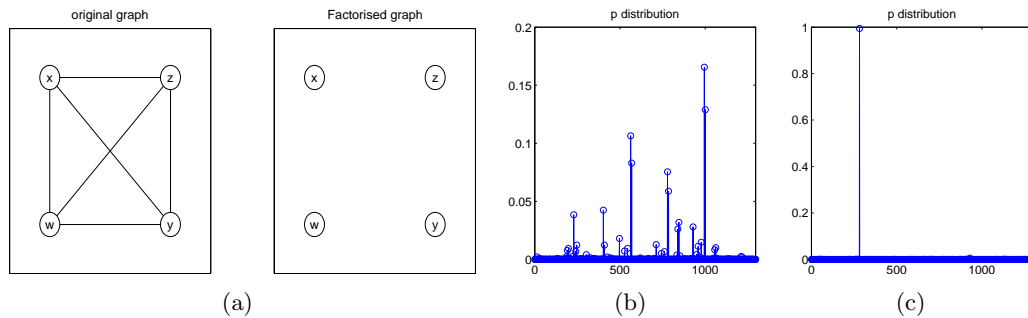 original graph
Factorised graph
p distribution
p distribution
x
z
w
y
x
z
w
y
0.2
0.15
0.1
0.05
0
0
500
1000
1
0.8
0.6
0.4
0.2
0
0
500
1000
(a)
(b)
(c)